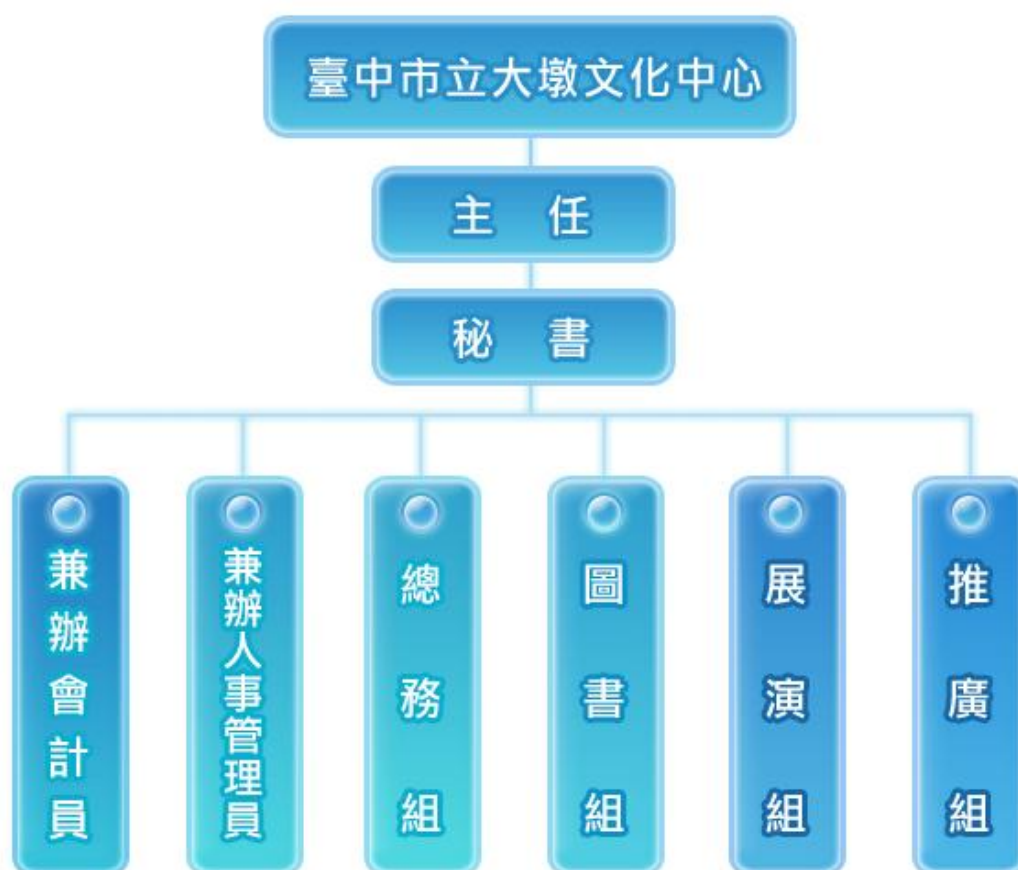 臺中市立大墩文化中心
主任
秘書
兼辦會計員
兼辦人事管理員
總務組
圖書組
展演組
推廣組